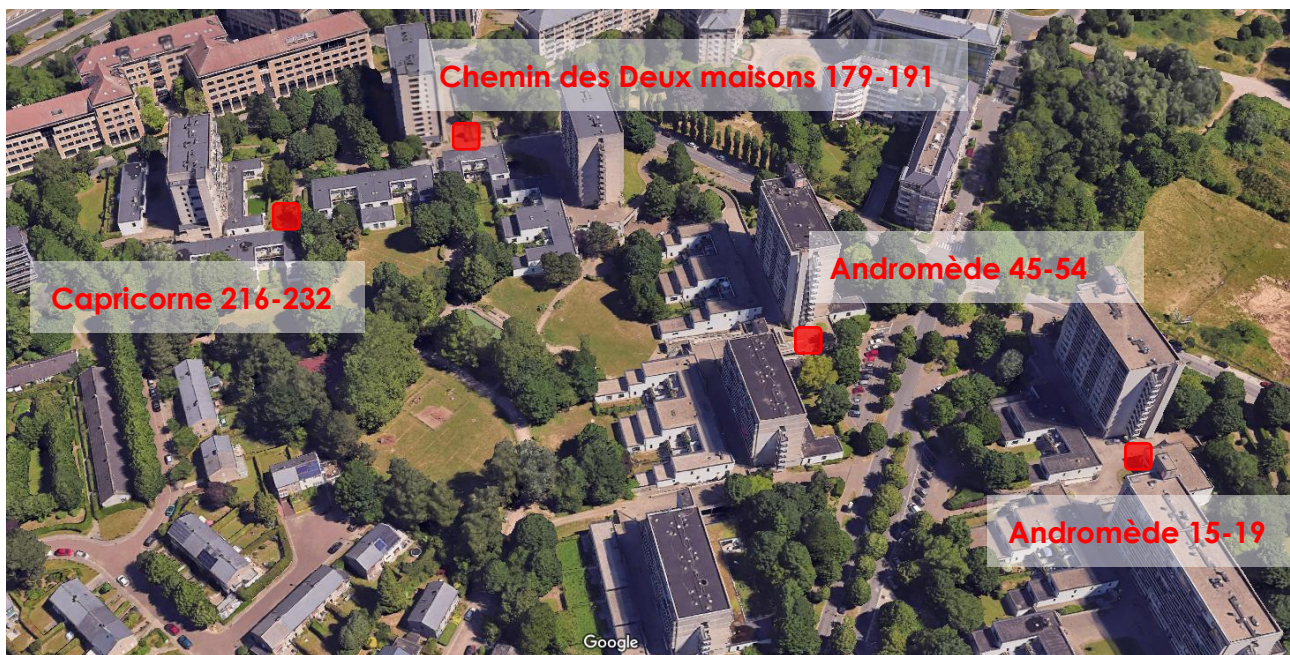 Chemin des Deux maisons 179-191
Andromède 45-54
Capricorne 216-232
Andromède 15-19
Google